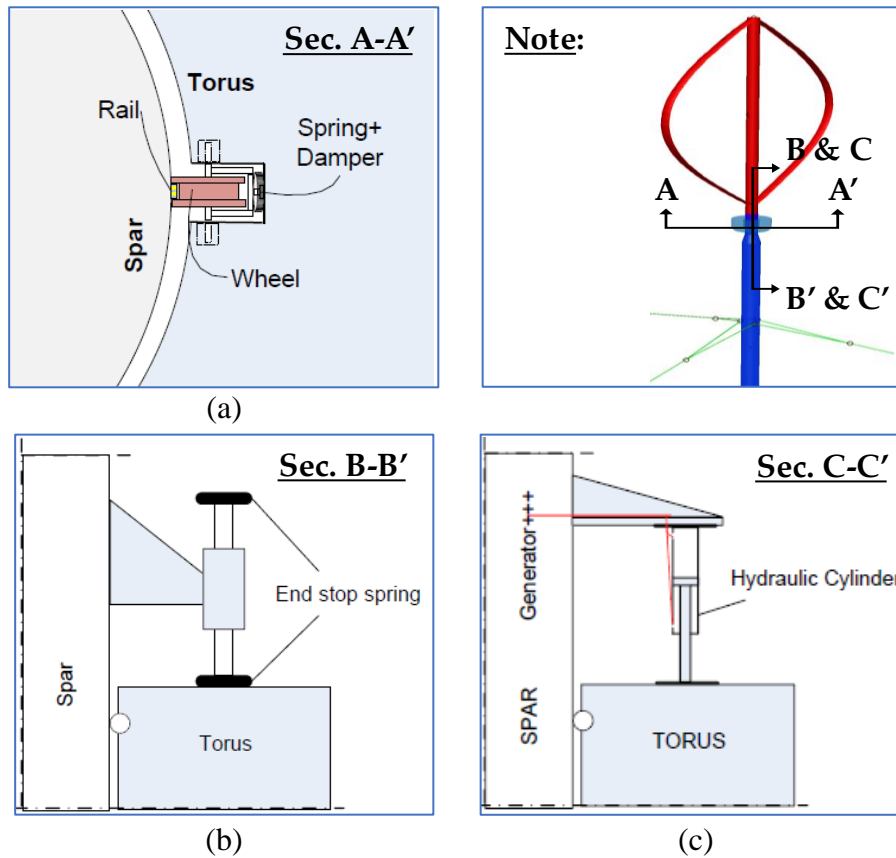 Sec. A-A’
Torus
Rail
Spring+
Damper
Spar
Wheel
(a)
Note:
B & C
A
A’
B’ & C’
Sec. B-B’
End stop spring
Spar
Torus
(b)
Sec. C-C’
Generator+++
Hydraulic Cylinder
SPAR
TORUS
(c)